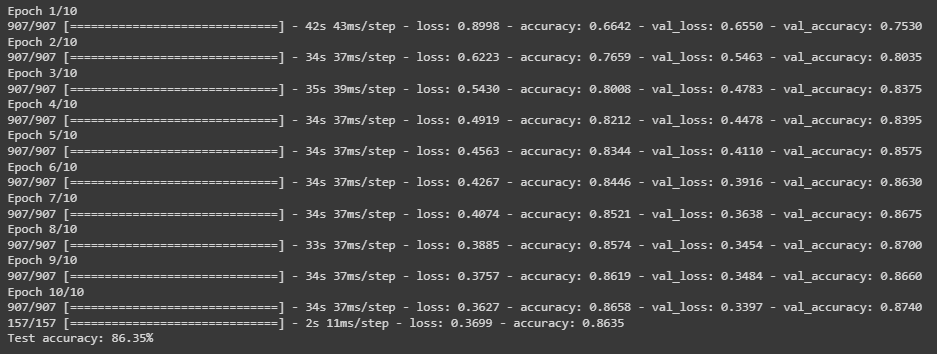 Epoch 1/10
907/907 [==============================] - 42s 43ms/step - loss: 0.8998 - accuracy: 0.6642 - val_loss: 0.6550 - val_accuracy: 0.7530
Epoch 2/10
907/907 [==============================] - 34s 37ms/step - loss: 0.6223 - accuracy: 0.7659 - val_loss: 0.5463 - val_accuracy: 0.8035
Epoch 3/10
907/907 [==============================] - 35s 39ms/step - loss: 0.5430 - accuracy: 0.8008 - val_loss: 0.4783 - val_accuracy: 0.8375
Epoch 4/10
907/907 [==============================] - 34s 37ms/step - loss: 0.4919 - accuracy: 0.8212 - val_loss: 0.4478 - val_accuracy: 0.8395
Epoch 5/10
907/907 [==============================] - 34s 37ms/step - loss: 0.4563 - accuracy: 0.8344 - val_loss: 0.4110 - val_accuracy: 0.8575
Epoch 6/10
907/907 [==============================] - 34s 37ms/step - loss: 0.4267 - accuracy: 0.8446 - val_loss: 0.3916 - val_accuracy: 0.8630
Epoch 7/10
907/907 [==============================] - 34s 37ms/step - loss: 0.4074 - accuracy: 0.8521 - val_loss: 0.3638 - val_accuracy: 0.8675
Epoch 8/10
907/907 [==============================] - 33s 37ms/step - loss: 0.3885 - accuracy: 0.8574 - val_loss: 0.3454 - val_accuracy: 0.8700
Epoch 9/10
907/907 [==============================] - 34s 37ms/step - loss: 0.3757 - accuracy: 0.8619 - val_loss: 0.3484 - val_accuracy: 0.8660
Epoch 10/10
907/907 [==============================] - 34s 37ms/step - loss: 0.3627 - accuracy: 0.8658 - val_loss: 0.3397 - val_accuracy: 0.8740
157/157 [==============================] - 2s 11ms/step - loss: 0.3699 - accuracy: 0.8635
Test accuracy: 86.35%